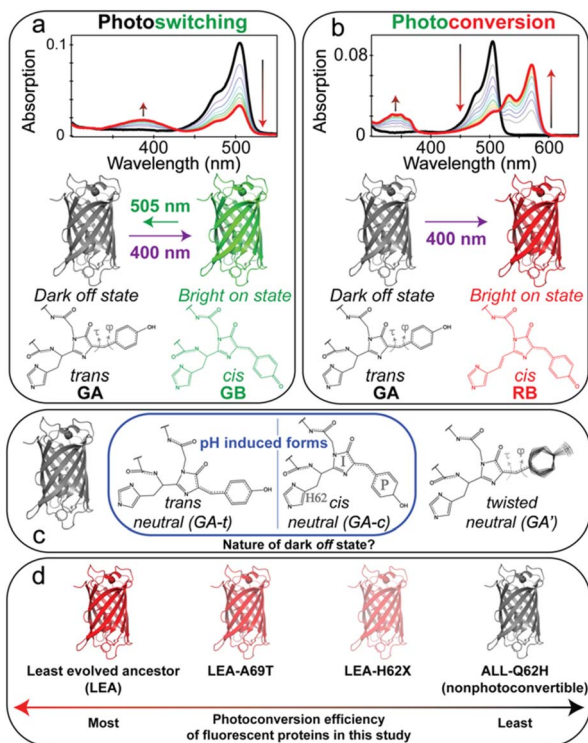 a Photoswitching
0.1
Absorption
0
400 500
Wavelength (nm)
505 nm
400 nm
Dark off state
Bright on state
OH
trans
GA
cis
GB
b Photoconversion
0.08
Absorption
0
400 500 600
Wavelength (nm)
400 nm
Dark off state
Bright on state
OH
trans
GA
cis
RB
pH induced forms
OH
trans
neutral (GA-t)
I
P
H62
OH
cis
neutral (GA-c)
twisted
neutral (GA')
c
Nature of dark off state?
d
Least evolved ancestor
(LEA)
LEA-A69T
LEA-H62X
ALL-Q62H
(nonphotoconvertible)
Most
Photoconversion efficiency
of fluorescent proteins in this study
Least